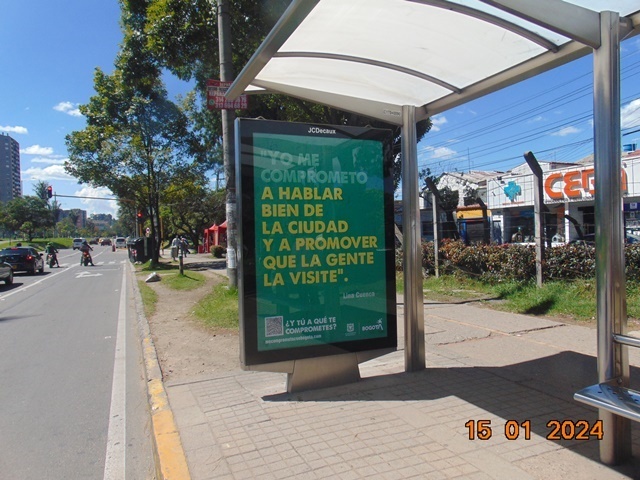 JCDecaux
"YO ME
COMPROMETO
A HABLAR
BIEN DE
LA CIUDAD
Y A PROMOVER
QUE LA GENTE
LA VISITE".
¿Y TÚ A QUÉ TE
COMPROMETES?
BOGOTÁ
15 01 2024